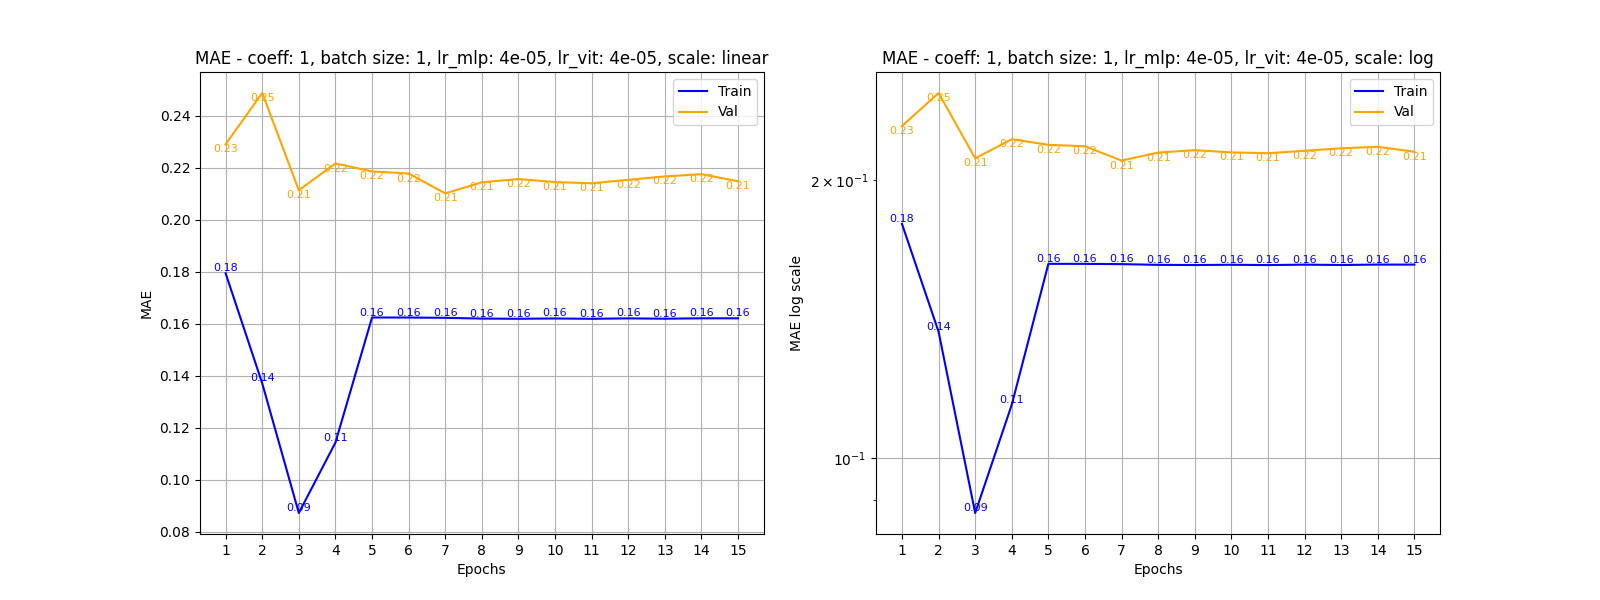 MAE - coeff: 1, batch size: 1, lr_mlp: 4e-05, lr_vit: 4e-05, scale: linear
Train
Val
0.24
0.22
0.20
0.18
0.16
0.14
0.12
0.10
0.08
MAE
0.23 0.25 0.21 0.22 0.22 0.22 0.21 0.21 0.22 0.21 0.21 0.22 0.22 0.22 0.21
0.18 0.14 0.09 0.11 0.16 0.16 0.16 0.16 0.16 0.16 0.16 0.16 0.16 0.16 0.16
1 2 3 4 5 6 7 8 9 10 11 12 13 14 15
Epochs
MAE - coeff: 1, batch size: 1, lr_mlp: 4e-05, lr_vit: 4e-05, scale: log
Train
Val
2 × 10⁻¹
10⁻¹
MAE log scale
0.23 0.25 0.21 0.22 0.22 0.22 0.21 0.21 0.22 0.21 0.21 0.22 0.22 0.22 0.21
0.18 0.14 0.09 0.11 0.16 0.16 0.16 0.16 0.16 0.16 0.16 0.16 0.16 0.16 0.16
1 2 3 4 5 6 7 8 9 10 11 12 13 14 15
Epochs